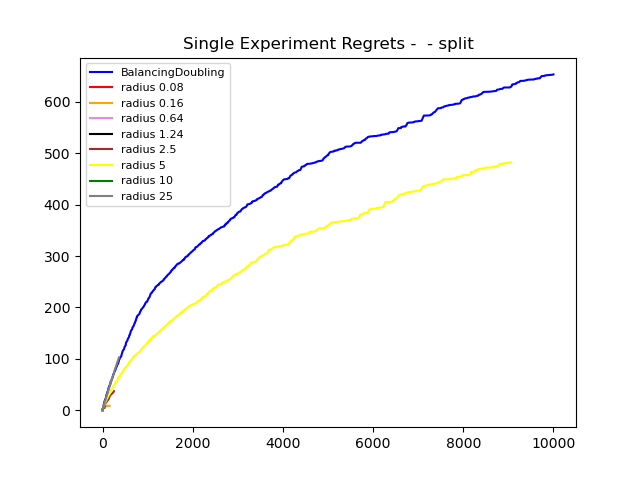 Single Experiment Regrets -  - split
BalancingDoubling
radius 0.08
radius 0.16
radius 0.64
radius 1.24
radius 2.5
radius 5
radius 10
radius 25
600
500
400
300
200
100
0
0 2000 4000 6000 8000 10000